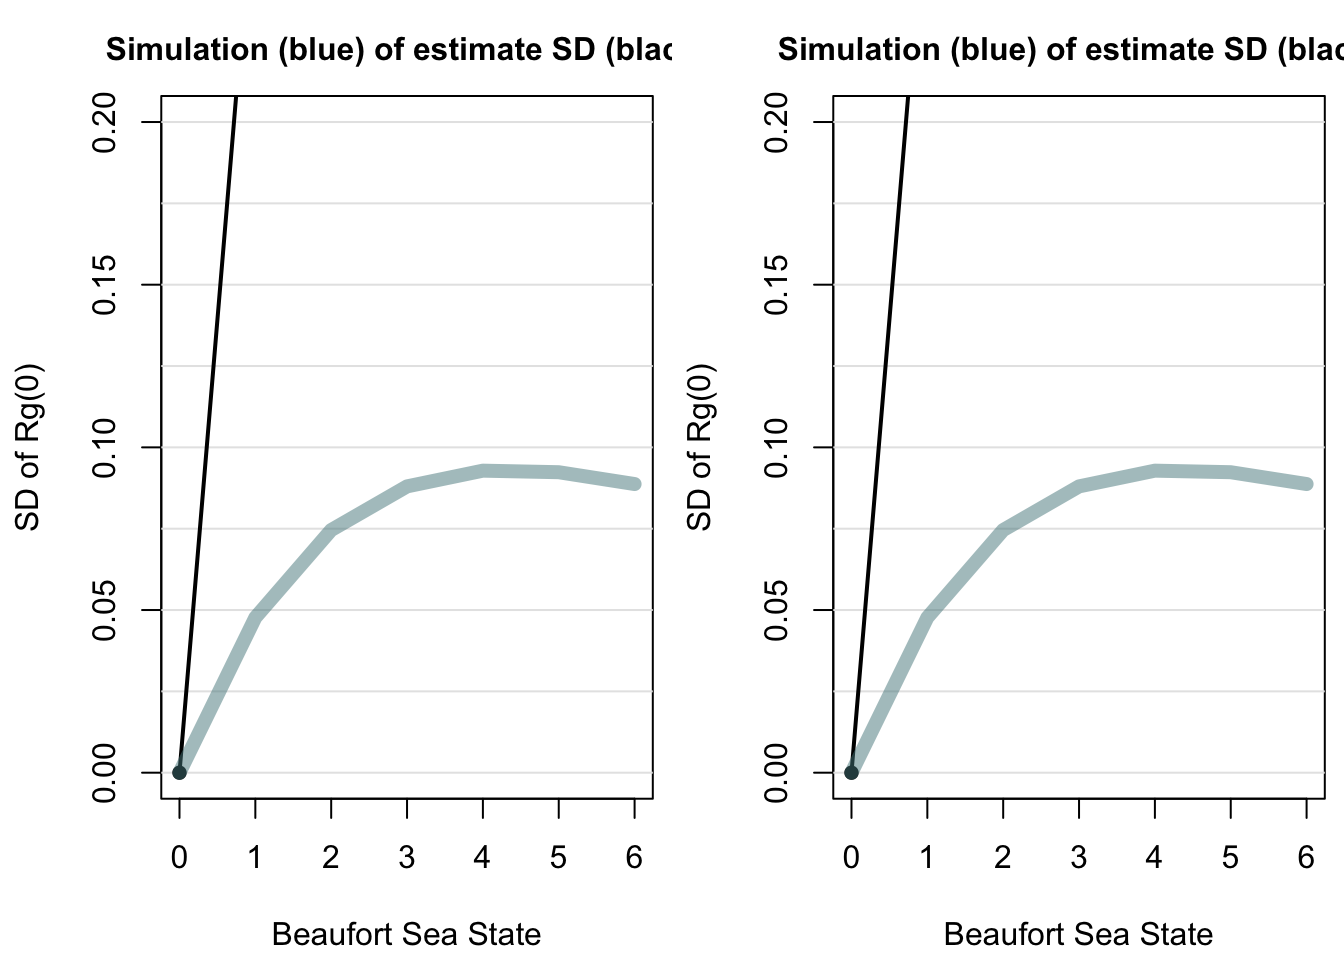 Simulation (blue) of estimate SD (blac
0.20
0.15
0.10
0.05
0.00
SD of Rg(0)
0 1 2 3 4 5 6
Beaufort Sea State
Simulation (blue) of estimate SD (blac
0.20
0.15
0.10
0.05
0.00
SD of Rg(0)
0 1 2 3 4 5 6
Beaufort Sea State